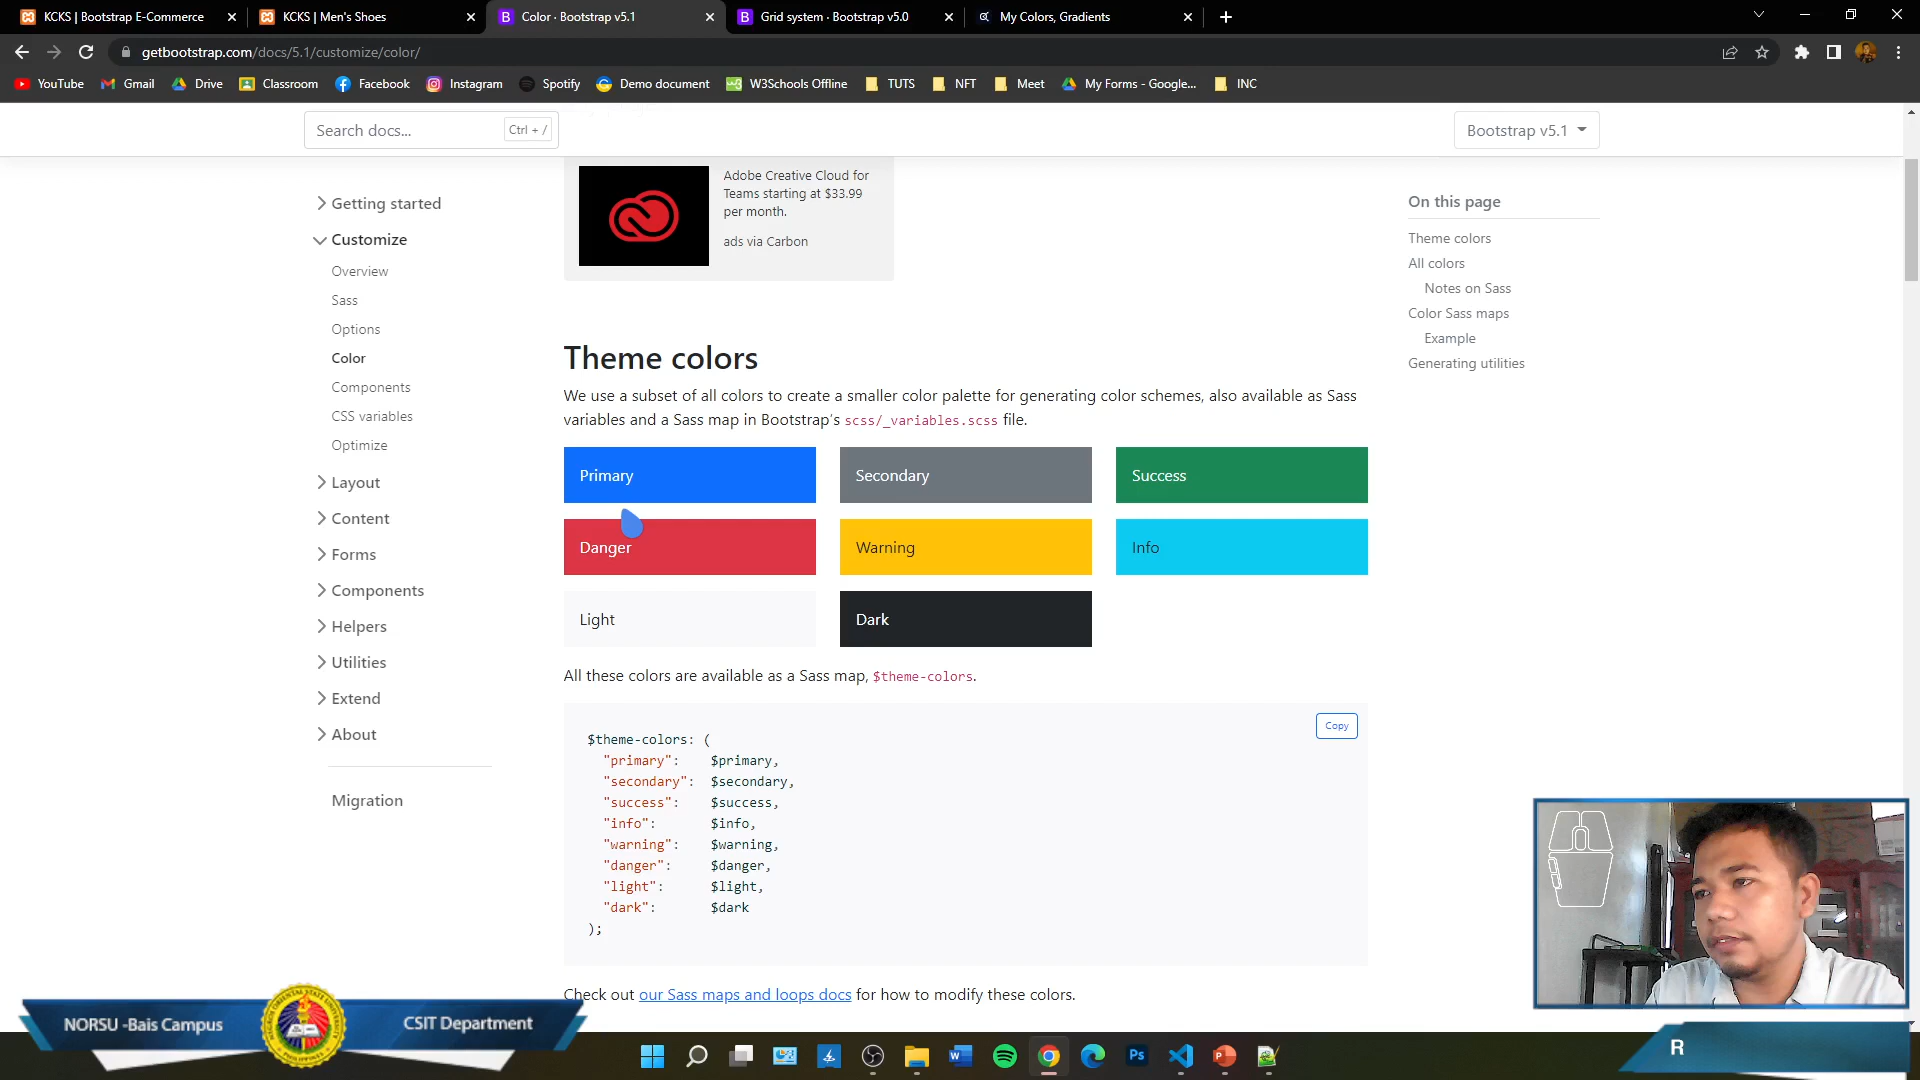 KCKS | Bootstrap E-Commerce
KCKS | Men's Shoes
Color · Bootstrap v5.1
Grid system · Bootstrap v5.0
My Colors, Gradients
getbootstrap.com/docs/5.1/customize/color/
YouTube
Gmail
Drive
Classroom
Facebook
Instagram
Spotify
Demo document
W3Schools Offline
TUTS
NFT
Meet
My Forms - Google...
INC
Search docs...
Ctrl + /
Bootstrap v5.1
Getting started
Customize
Overview
Sass
Options
Color
Components
CSS variables
Optimize
Layout
Content
Forms
Components
Helpers
Utilities
Extend
About
Migration
Adobe Creative Cloud for
Teams starting at $33.99
per month.
ads via Carbon
Theme colors
We use a subset of all colors to create a smaller color palette for generating color schemes, also available as Sass
variables and a Sass map in Bootstrap's scss/_variables.scss file.
Primary
Secondary
Success
Danger
Warning
Info
Light
Dark
All these colors are available as a Sass map, $theme-colors.
Copy
$theme-colors: (
"primary": $primary,
"secondary": $secondary,
"success": $success,
"info": $info,
"warning": $warning,
"danger": $danger,
"light": $light,
"dark": $dark
);
Check out our Sass maps and loops docs for how to modify these colors.
On this page
Theme colors
All colors
Notes on Sass
Color Sass maps
Example
Generating utilities
NORSU -Bais Campus
CSIT Department
R